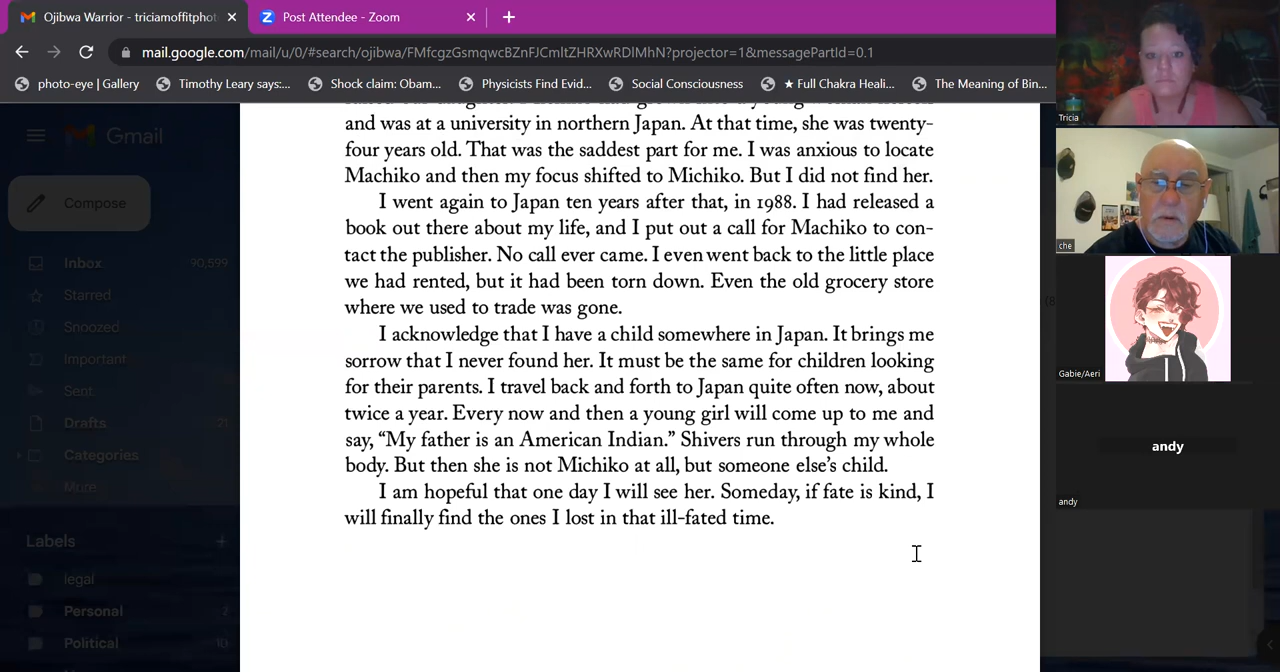 Ojibwa Warrior - triciamoffitphot
Post Attendee - Zoom
mail.google.com/mail/u/0/#search/ojibwa/FMfcgzGsmqwcBZnFJCmltZHRXwRDlMhN?projector=1&messagePartId=0.1
photo-eye | Gallery
Timothy Leary says:...
Shock claim: Obam...
Physicists Find Evid...
Social Consciousness
★ Full Chakra Heali...
The Meaning of Bin...
Gmail
Compose
Inbox 90,599
Starred
Snoozed
Important
Sent
Drafts 21
Categories
More
Labels
legal
Personal
Political 10
and was at a university in northern Japan. At that time, she was twenty-
four years old. That was the saddest part for me. I was anxious to locate
Machiko and then my focus shifted to Michiko. But I did not find her.
I went again to Japan ten years after that, in 1988. I had released a
book out there about my life, and I put out a call for Machiko to con-
tact the publisher. No call ever came. I even went back to the little place
we had rented, but it had been torn down. Even the old grocery store
where we used to trade was gone.
I acknowledge that I have a child somewhere in Japan. It brings me
sorrow that I never found her. It must be the same for children looking
for their parents. I travel back and forth to Japan quite often now, about
twice a year. Every now and then a young girl will come up to me and
say, “My father is an American Indian.” Shivers run through my whole
body. But then she is not Michiko at all, but someone else’s child.
I am hopeful that one day I will see her. Someday, if fate is kind, I
will finally find the ones I lost in that ill-fated time.
Tricia
che
Gabie/Aeri
andy
andy